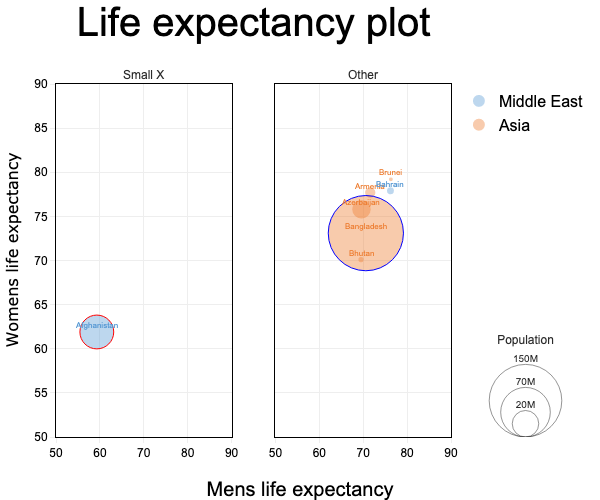 Life expectancy plot
Small X
Other
Womens life expectancy
90
85
80
75
70
65
60
55
50
50 60 70 80 90
50 60 70 80 90
Mens life expectancy
Afghanistan
Brunei
Armenia
Bahrain
Azerbaijan
Bangladesh
Bhutan
Middle East
Asia
Population
150M
70M
20M